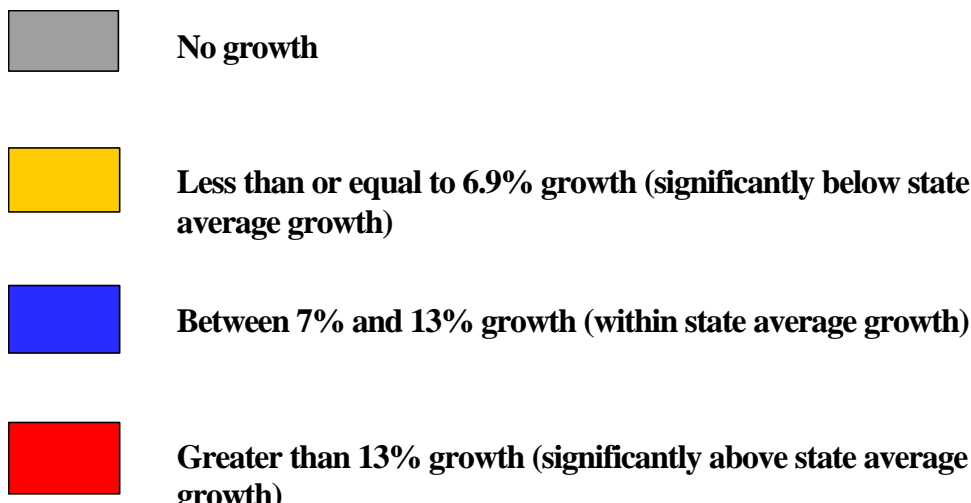 No growth
Less than or equal to 6.9% growth (significantly below state
average growth)
Between 7% and 13% growth (within state average growth)
Greater than 13% growth (significantly above state average
growth)